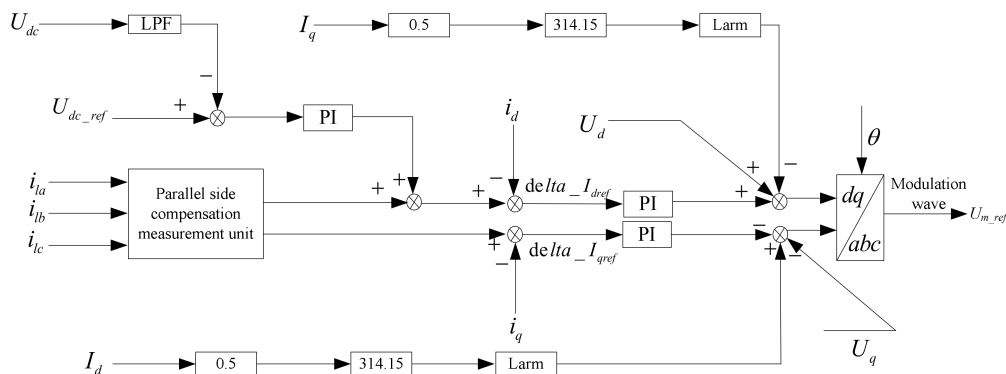 U_dc
LPF
−
I_q
0.5
314.15
Larm
U_dc_ref
+
PI
i_d
U_d
−
θ
i_la
i_lb
i_lc
Parallel side
compensation
measurement unit
+
+
−
+
delta_I_dref
PI
+
+
dq
abc
Modulation
wave
U_m_ref
+
−
delta_I_qref
PI
−
+
−
i_q
U_q
I_d
0.5
314.15
Larm